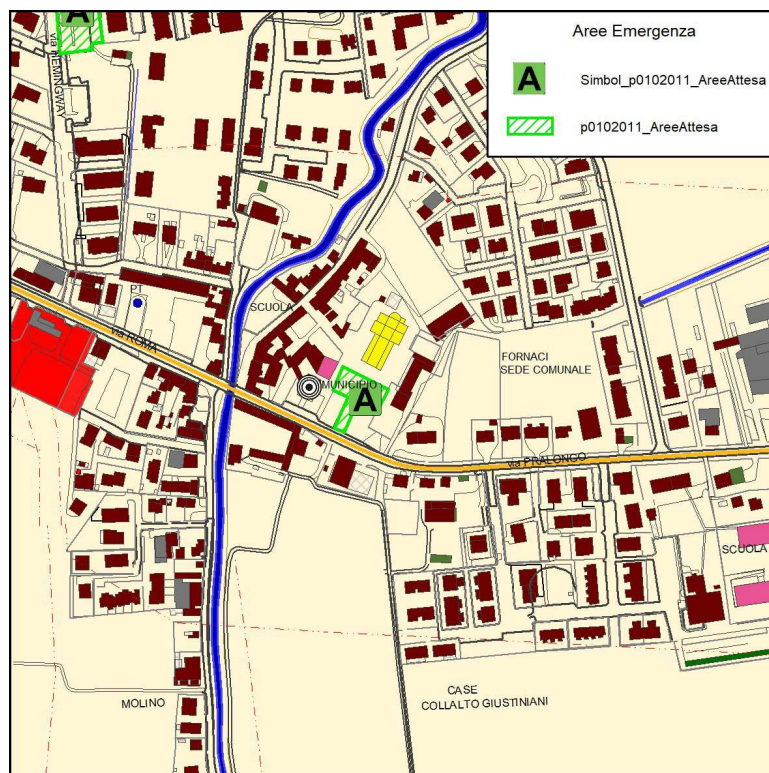 Aree Emergenza
A
Simbol_p0102011_AreeAttesa
p0102011_AreeAttesa
A
via HEMINGWAY
PT
SCUOLA
via ROMA
MUNICIPIO
A
FORNACI
SEDE COMUNALE
via PRALONGO
SCUOLA
MOLINO
CASE
COLLALTO GIUSTINIANI